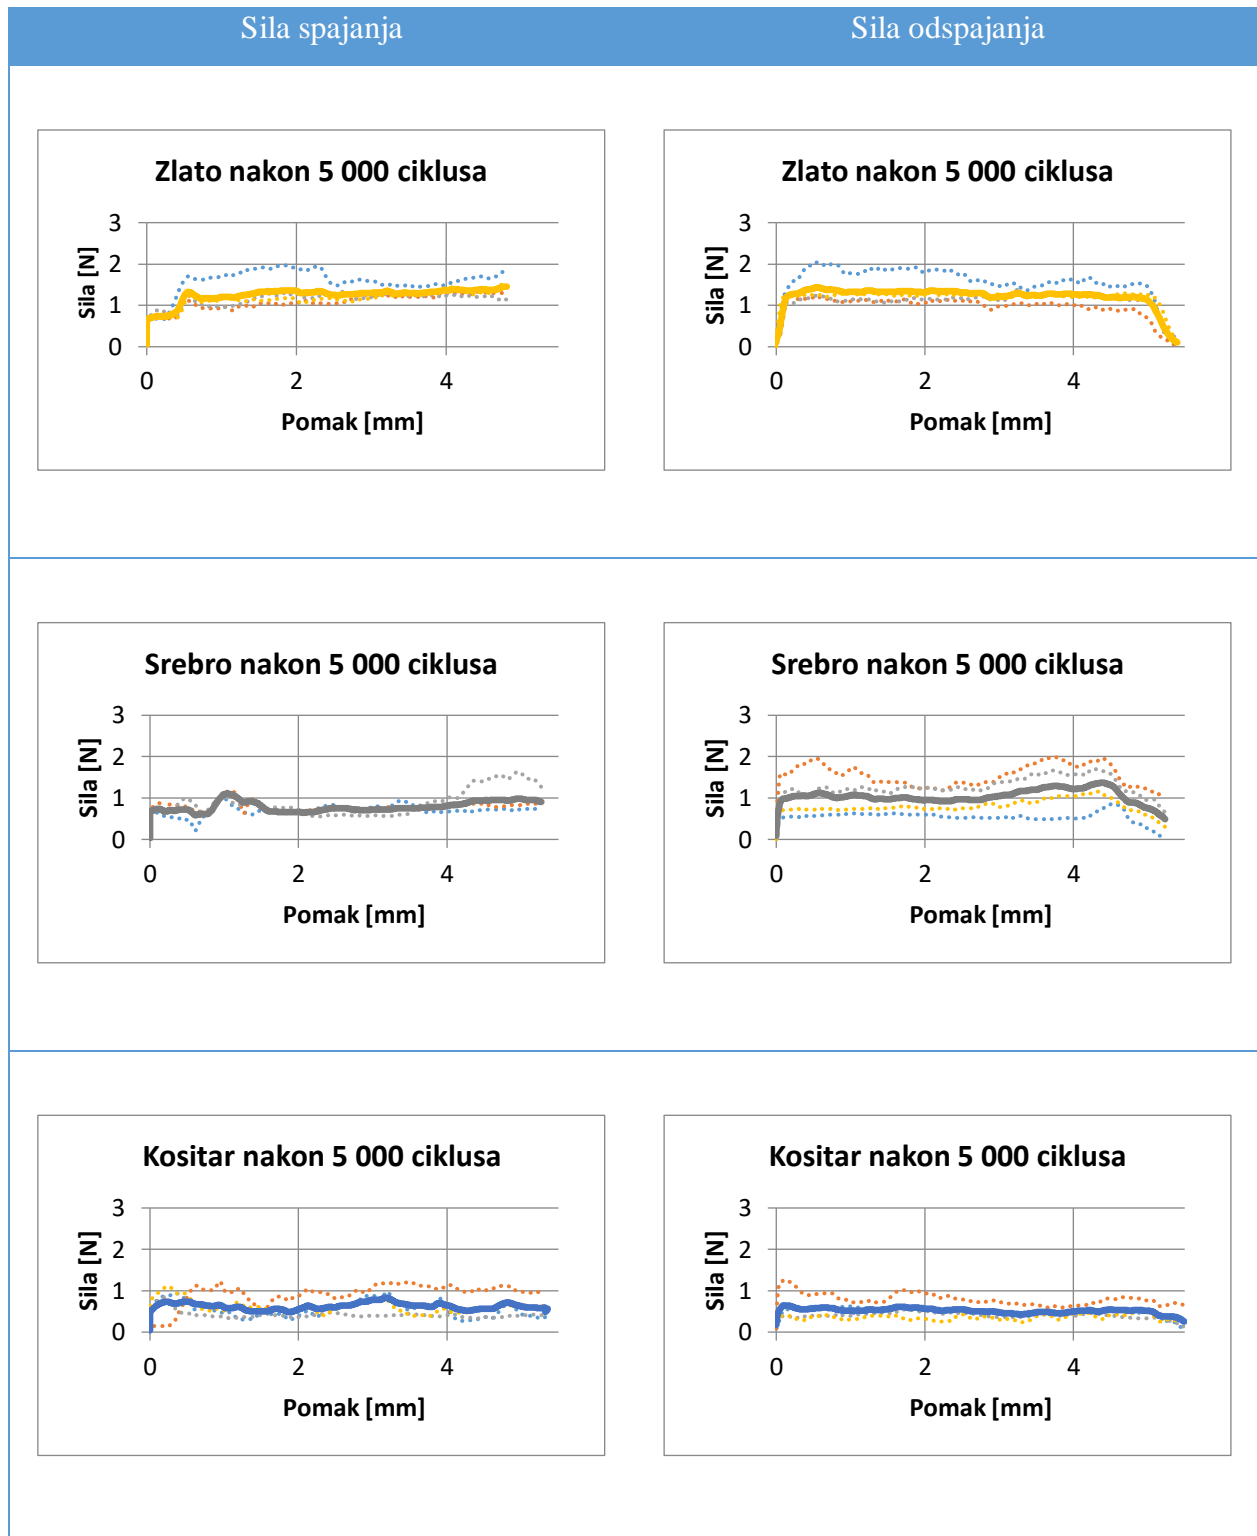 Sila spajanja
Sila odspajanja
Zlato nakon 5 000 ciklusa
3
2
1
0
Sila [N]
0 2 4
Pomak [mm]
Zlato nakon 5 000 ciklusa
3
2
1
0
Sila [N]
0 2 4
Pomak [mm]
Srebro nakon 5 000 ciklusa
3
2
1
0
Sila [N]
0 2 4
Pomak [mm]
Srebro nakon 5 000 ciklusa
3
2
1
0
Sila [N]
0 2 4
Pomak [mm]
Kositar nakon 5 000 ciklusa
3
2
1
0
Sila [N]
0 2 4
Pomak [mm]
Kositar nakon 5 000 ciklusa
3
2
1
0
Sila [N]
0 2 4
Pomak [mm]